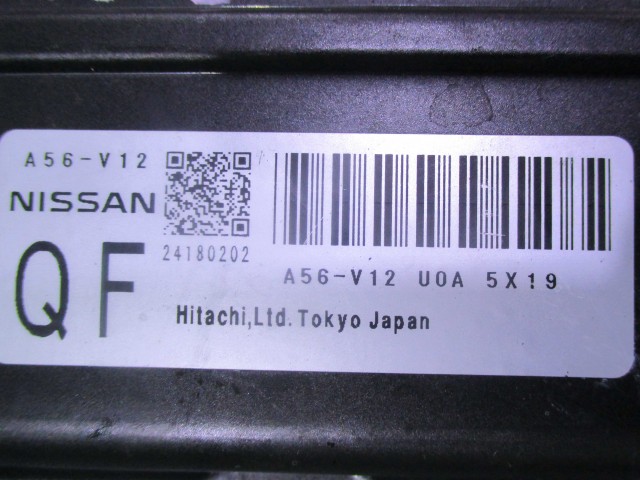 A56-V12
NISSAN
24180202
QF
A56-V12 U0A 5X19
Hitachi,Ltd. Tokyo Japan